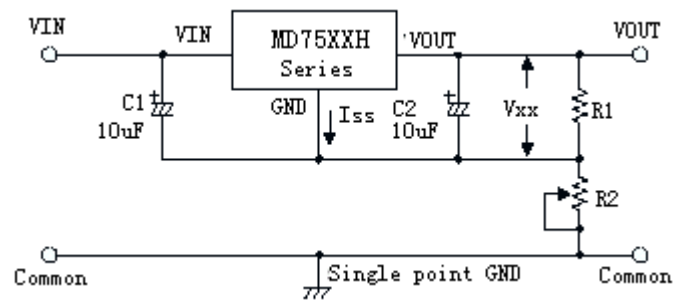 VIN
VIN
MD75XXH
Series
VOUT
VOUT
C1
10uF
GND
Iss
C2
10uF
Vxx
R1
R2
Common
Single point GND
Common